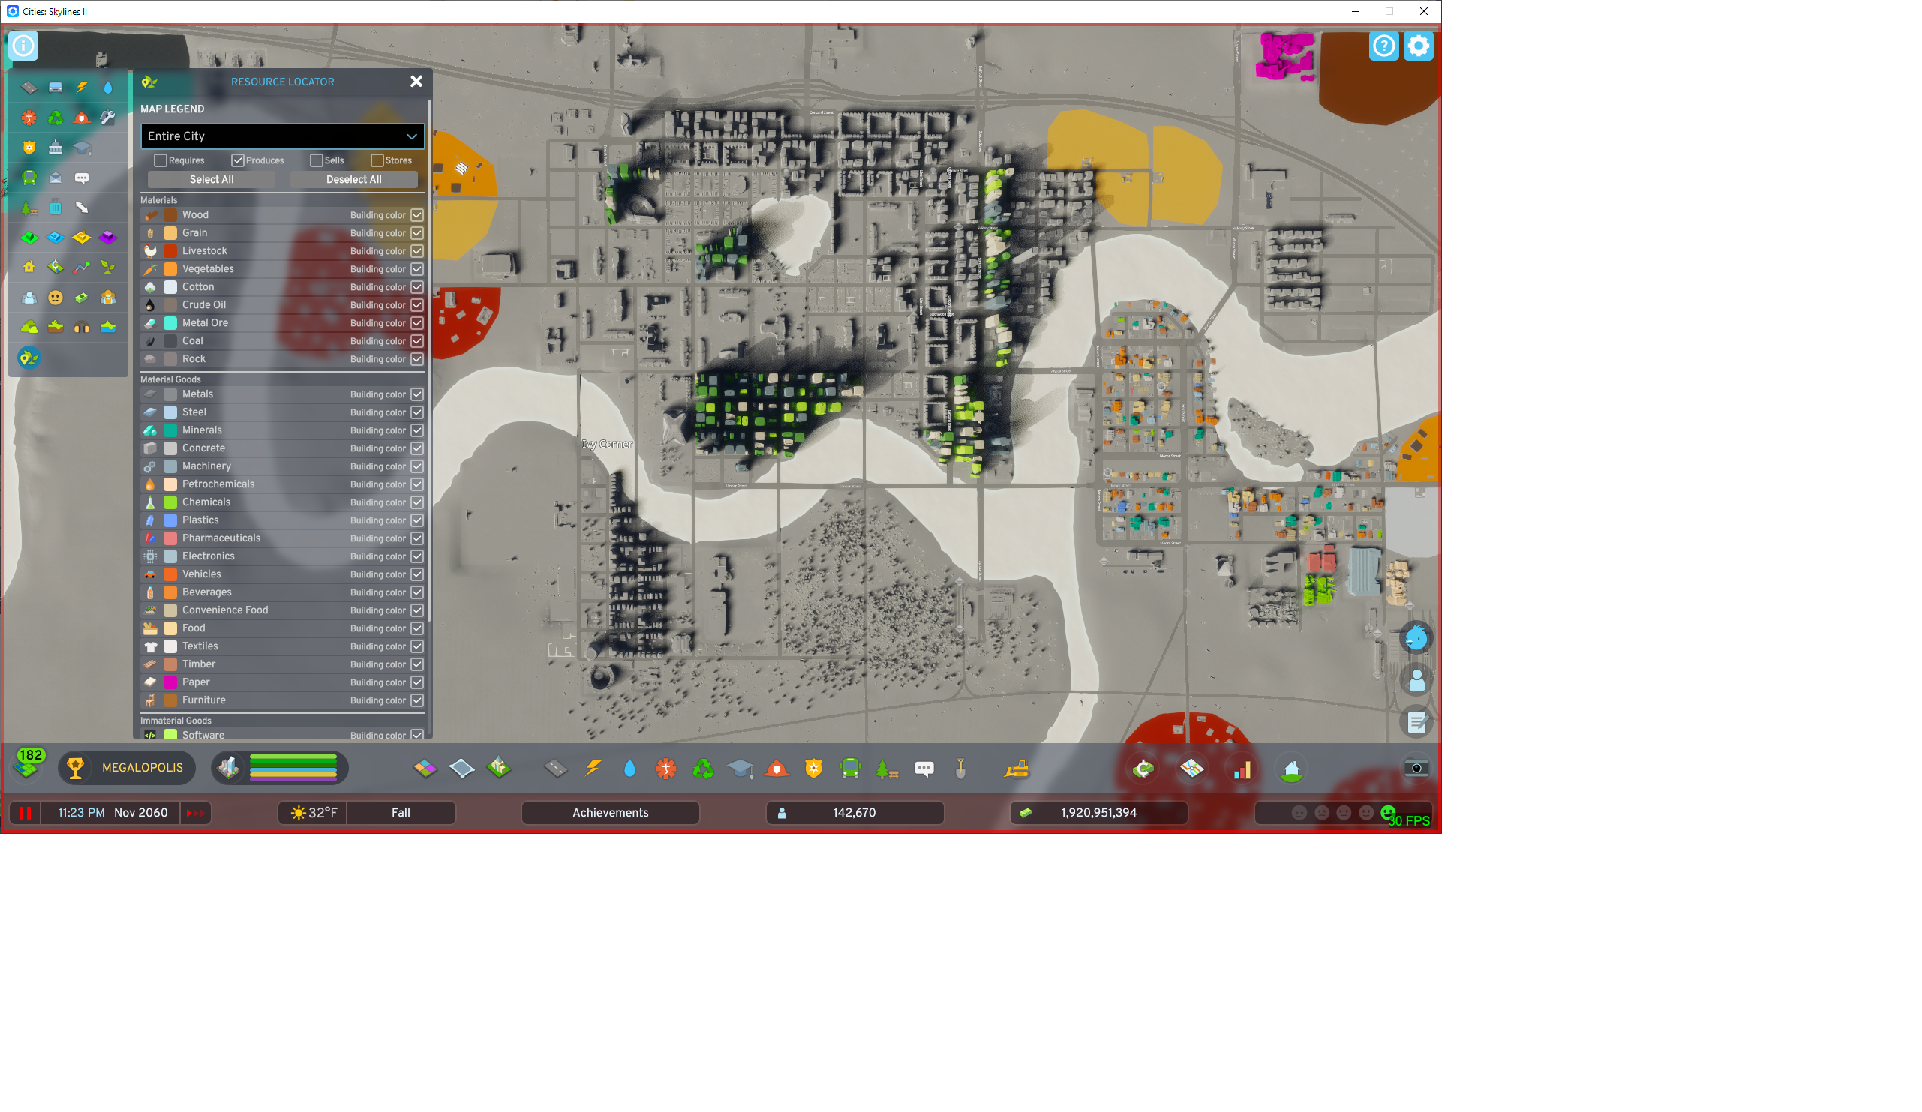 Cities: Skylines II
RESOURCE LOCATOR
MAP LEGEND
Entire City
Requires Produces Sells Stores
Select All Deselect All
Materials
Wood Building color
Grain Building color
Livestock Building color
Vegetables Building color
Cotton Building color
Crude Oil Building color
Metal Ore Building color
Coal Building color
Rock Building color
Material Goods
Metals Building color
Steel Building color
Minerals Building color
Concrete Building color
Machinery Building color
Petrochemicals Building color
Chemicals Building color
Plastics Building color
Pharmaceuticals Building color
Electronics Building color
Vehicles Building color
Beverages Building color
Convenience Food Building color
Food Building color
Textiles Building color
Timber Building color
Paper Building color
Furniture Building color
Immaterial Goods
Software Building color
Ivy Corner
182
MEGALOPOLIS
11:23 PM Nov 2060
32°F Fall
Achievements
142,670
1,920,951,394
30 FPS